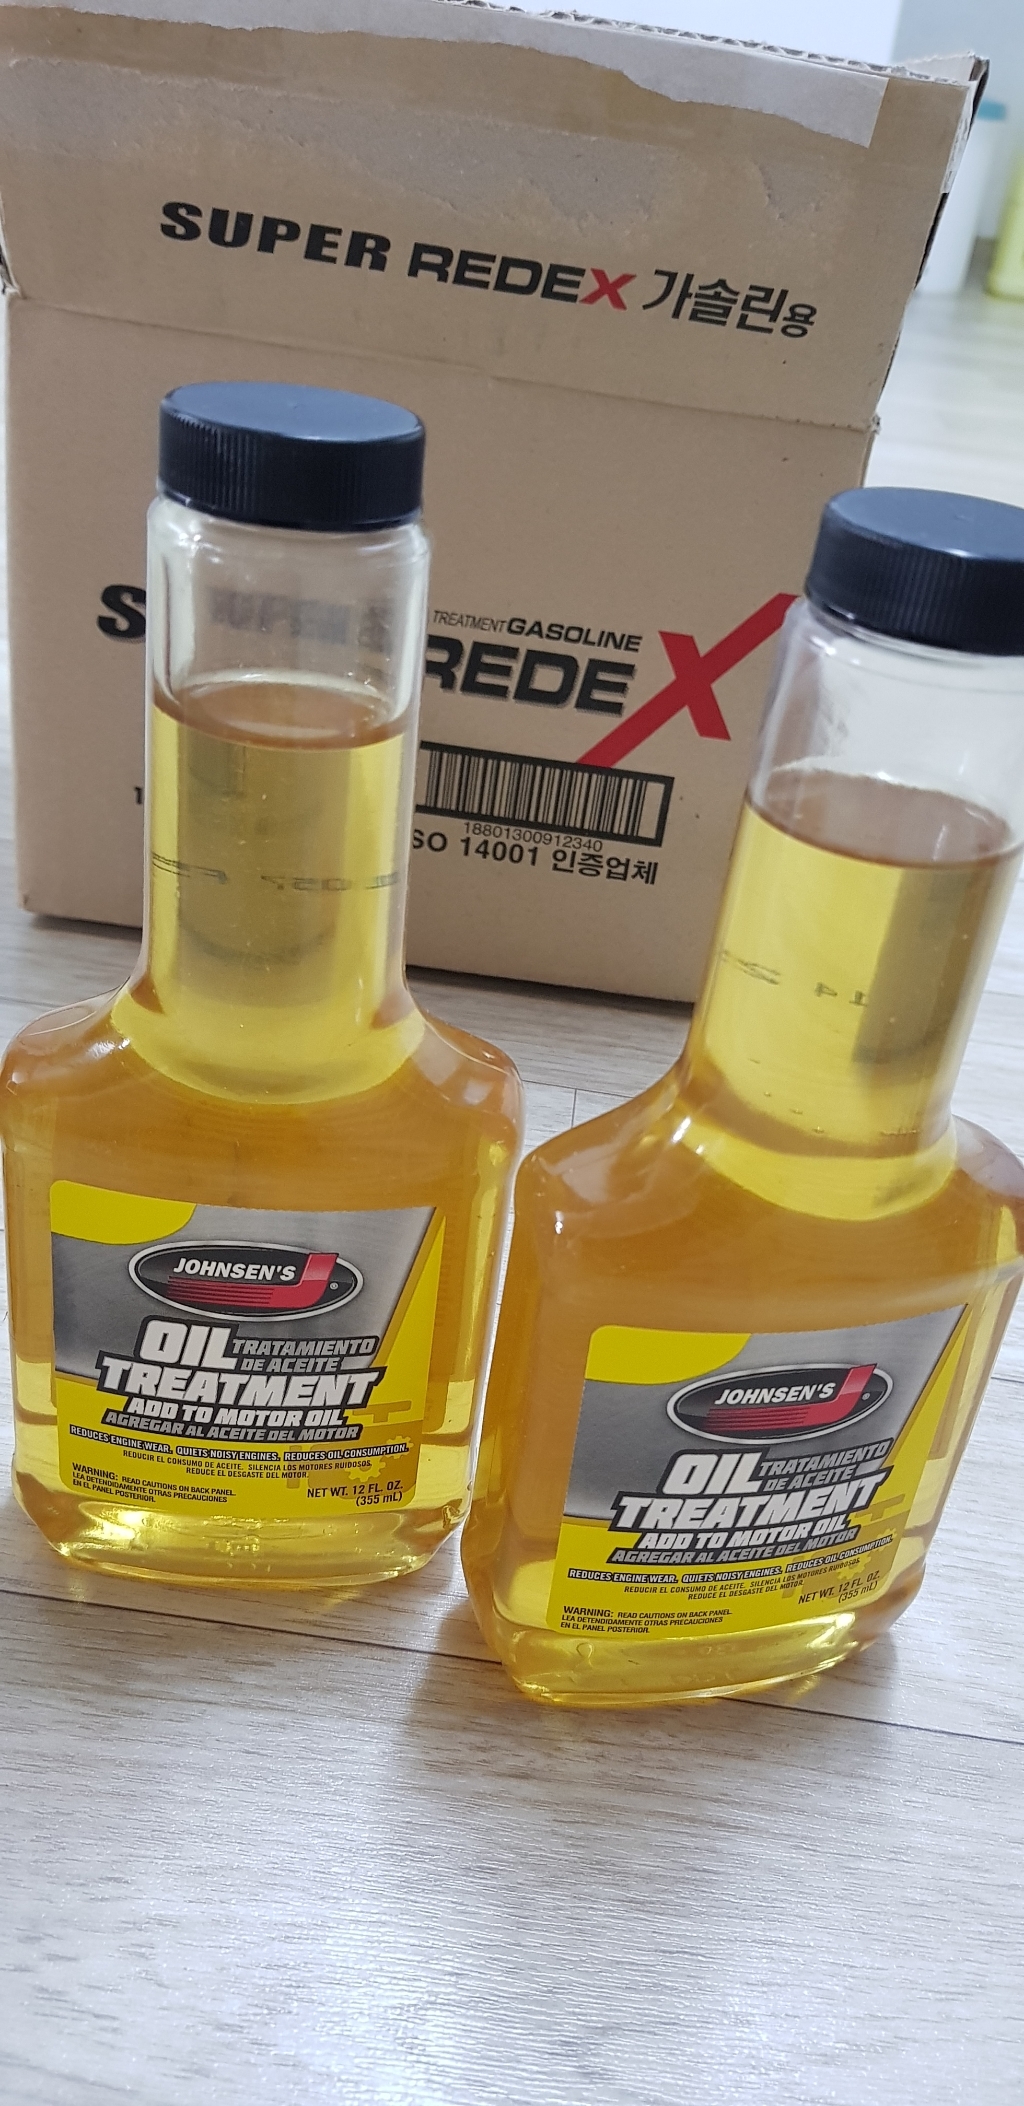 SUPER REDEX 가솔린용
TREATMENT GASOLINE
REDEX
18801300912340
ISO 14001 인증업체
JOHNSEN'S
OIL TRATAMIENTO
DE ACEITE
TREATMENT
ADD TO MOTOR OIL
AGREGAR AL ACEITE DEL MOTOR
REDUCES ENGINE WEAR, QUIETS NOISY ENGINES, REDUCES OIL CONSUMPTION.
REDUCIR EL CONSUMO DE ACEITE. SILENCIA LOS MOTORES RUIDOSOS.
REDUCE EL DESGASTE DEL MOTOR.
WARNING: READ CAUTIONS ON BACK PANEL.
LEA DETENDIDAMENTE OTRAS PRECAUCIONES
EN EL PANEL POSTERIOR.
NET WT. 12 FL. OZ.
(355 mL)
JOHNSEN'S
OIL TRATAMIENTO
DE ACEITE
TREATMENT
ADD TO MOTOR OIL
AGREGAR AL ACEITE DEL MOTOR
REDUCES ENGINE WEAR, QUIETS NOISY ENGINES, REDUCES OIL CONSUMPTION.
REDUCIR EL CONSUMO DE ACEITE. SILENCIA LOS MOTORES RUIDOSOS.
REDUCE EL DESGASTE DEL MOTOR.
WARNING: READ CAUTIONS ON BACK PANEL.
LEA DETENDIDAMENTE OTRAS PRECAUCIONES
EN EL PANEL POSTERIOR.
NET WT. 12 FL. OZ.
(355 mL)